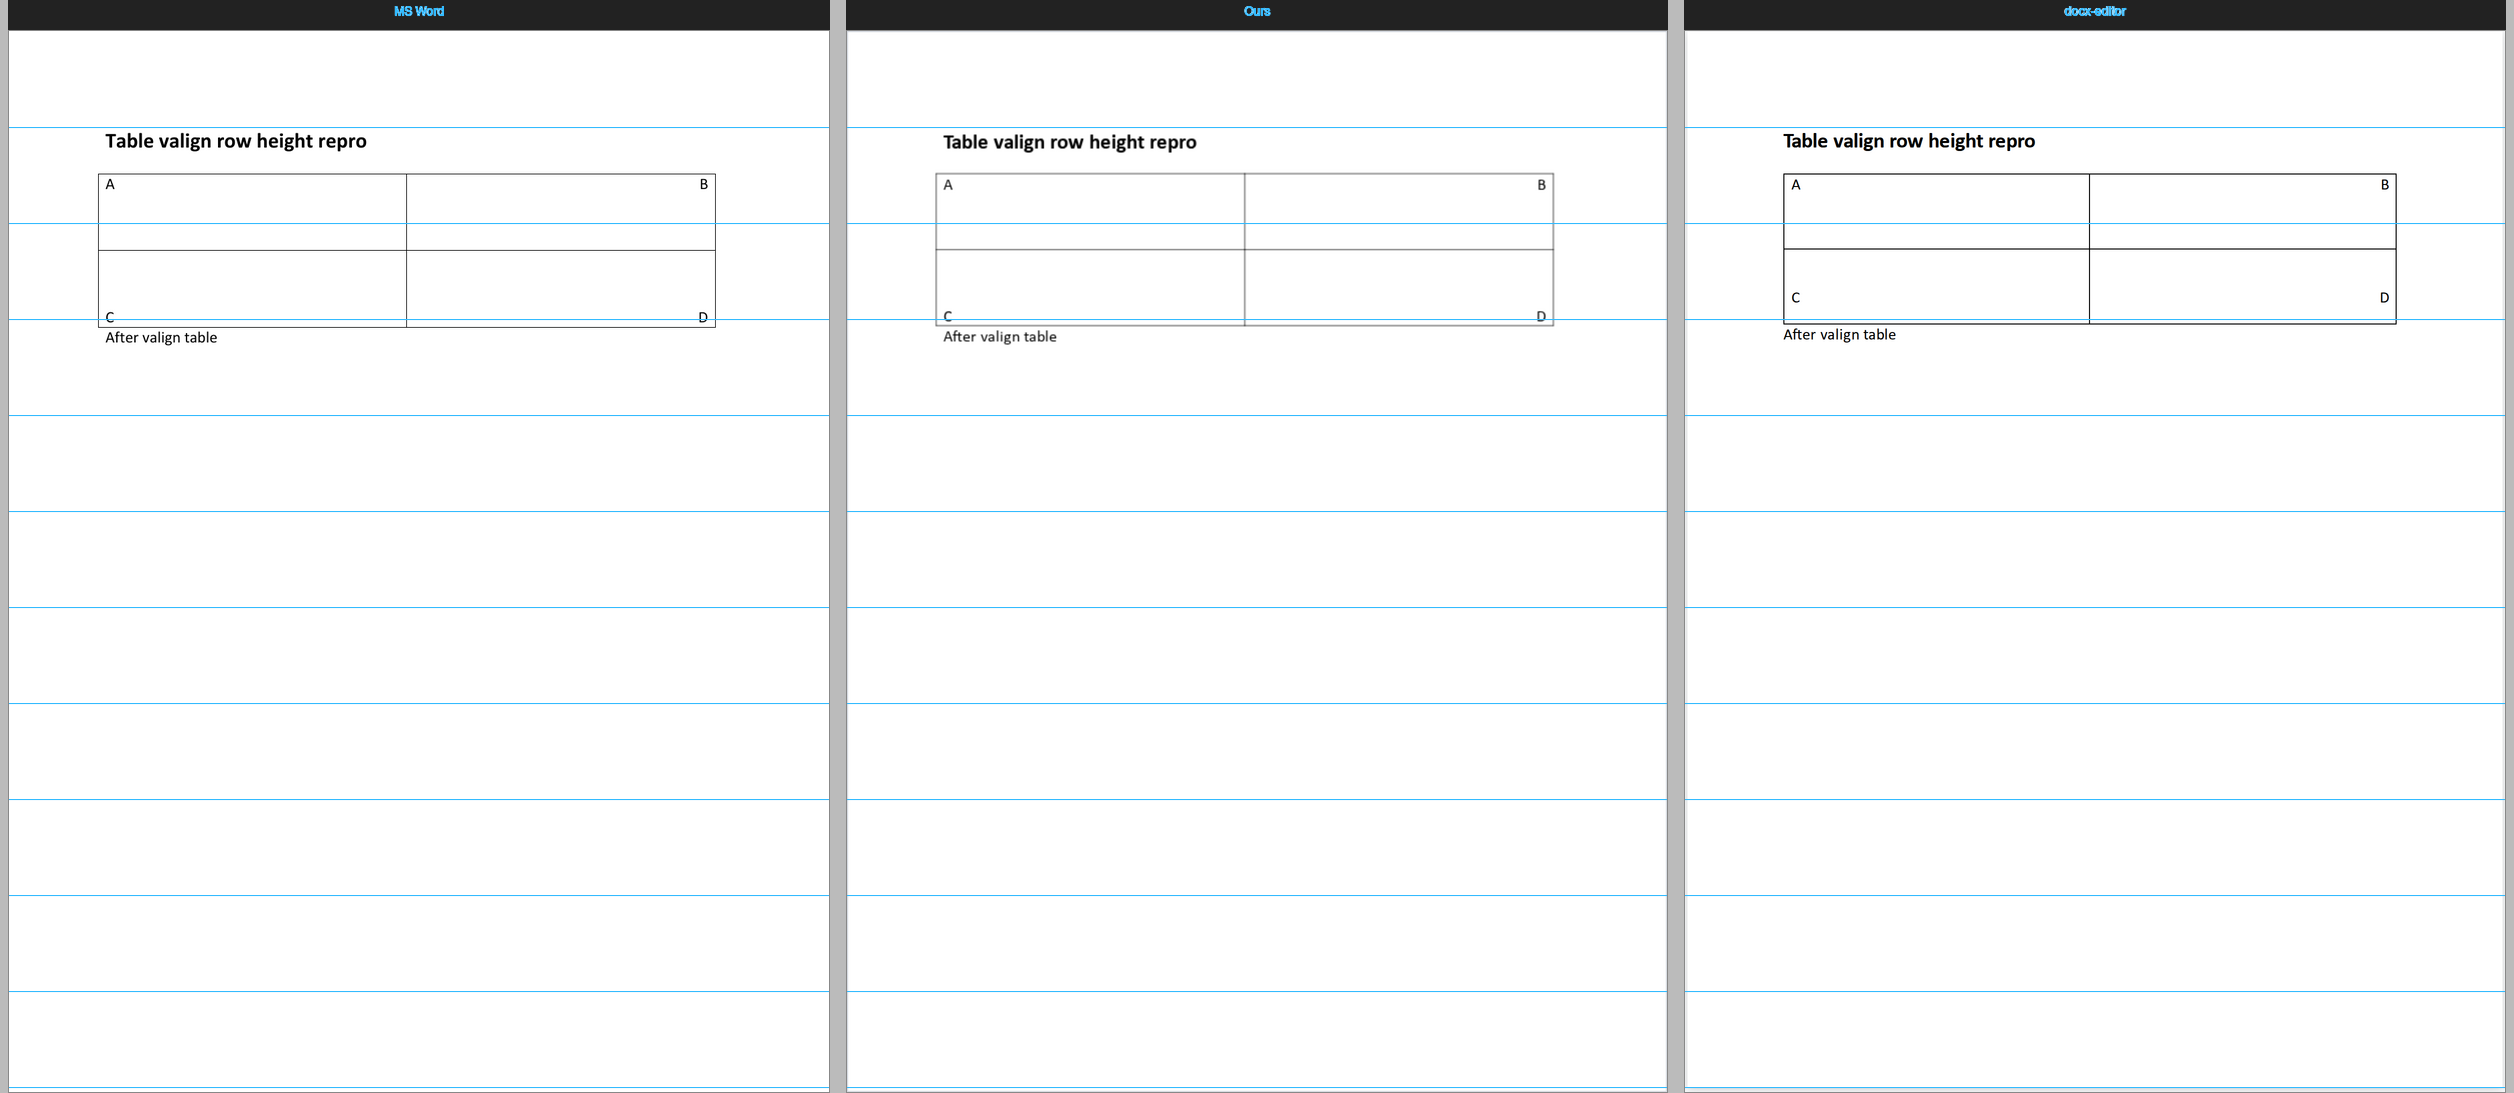 MS Word
Table valign row height repro
A B
C D
After valign table
Ours
Table valign row height repro
A B
C D
After valign table
docx-editor
Table valign row height repro
A B
C D
After valign table